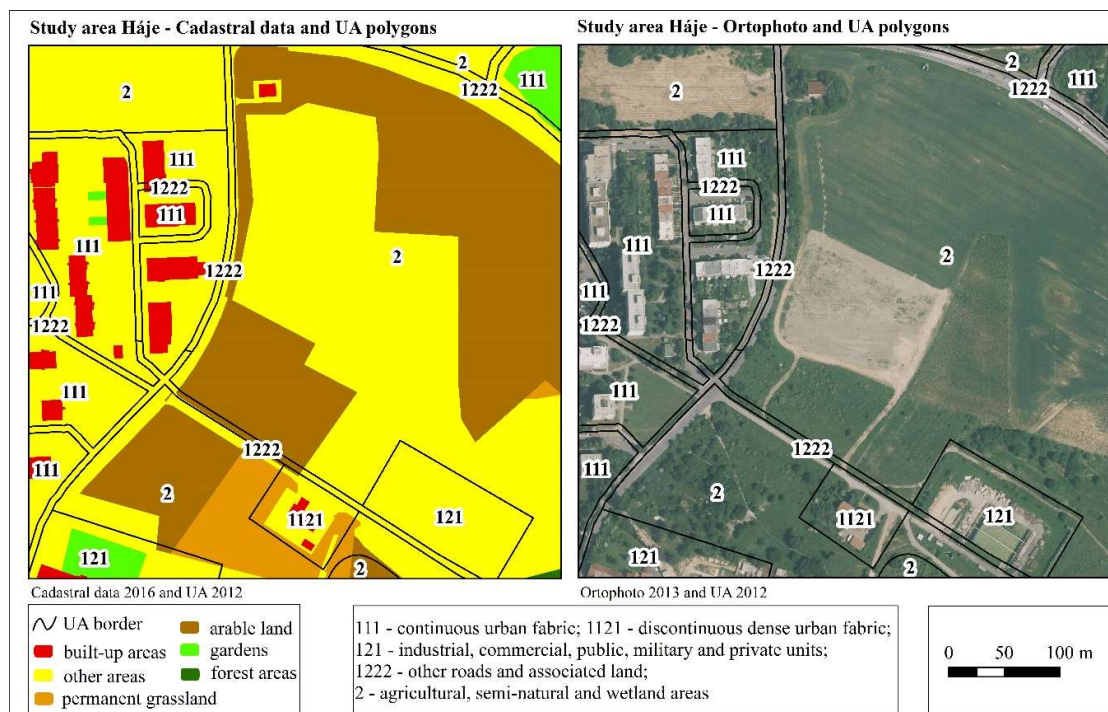 Study area Háje - Cadastral data and UA polygons
2
2
111
1222
111
1222
111
111
2
111
1222
1222
111
111
1222
111
2
1121
121
121
2
Cadastral data 2016 and UA 2012
Study area Háje - Ortophoto and UA polygons
2
2
111
1222
111
1222
111
111
2
1222
111
1222
111
1222
111
2
1121
121
121
2
Ortophoto 2013 and UA 2012
UA border
built-up areas
other areas
permanent grassland
arable land
gardens
forest areas
111 - continuous urban fabric; 1121 - discontinuous dense urban fabric;
121 - industrial, commercial, public, military and private units;
1222 - other roads and associated land;
2 - agricultural, semi-natural and wetland areas
0 50 100 m